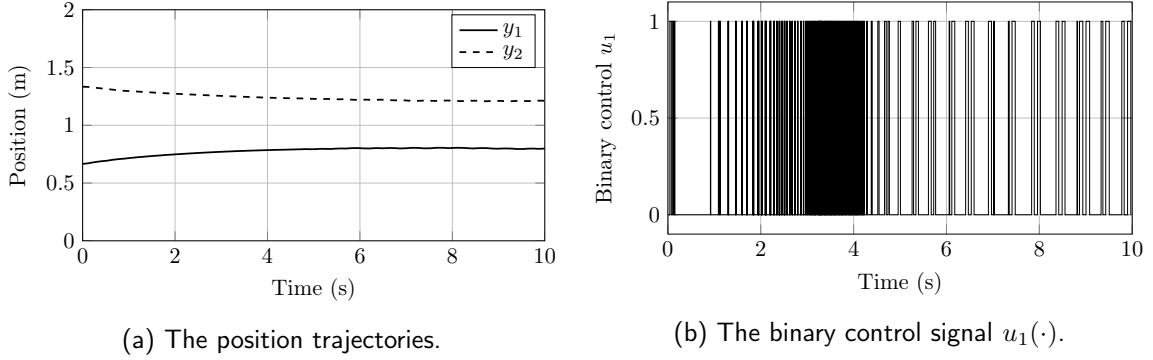 2
1.5
1
0.5
0
0 2 4 6 8 10
Position (m)
Time (s)
y1
y2
(a) The position trajectories.
1
0.5
0
0 2 4 6 8 10
Binary control u1
Time (s)
(b) The binary control signal u1(·).